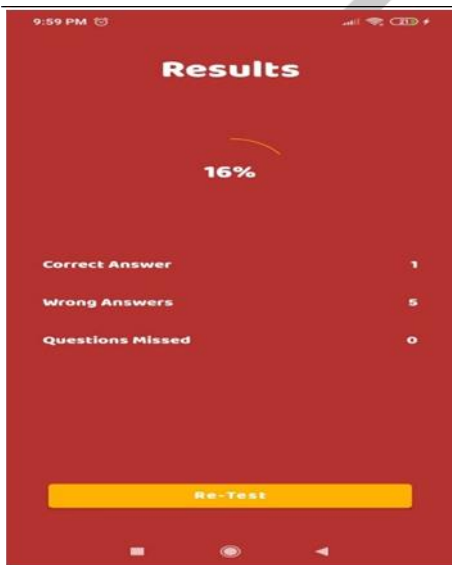 9:59 PM
Results
16%
Correct Answer 1
Wrong Answers 5
Questions Missed 0
Re-Test